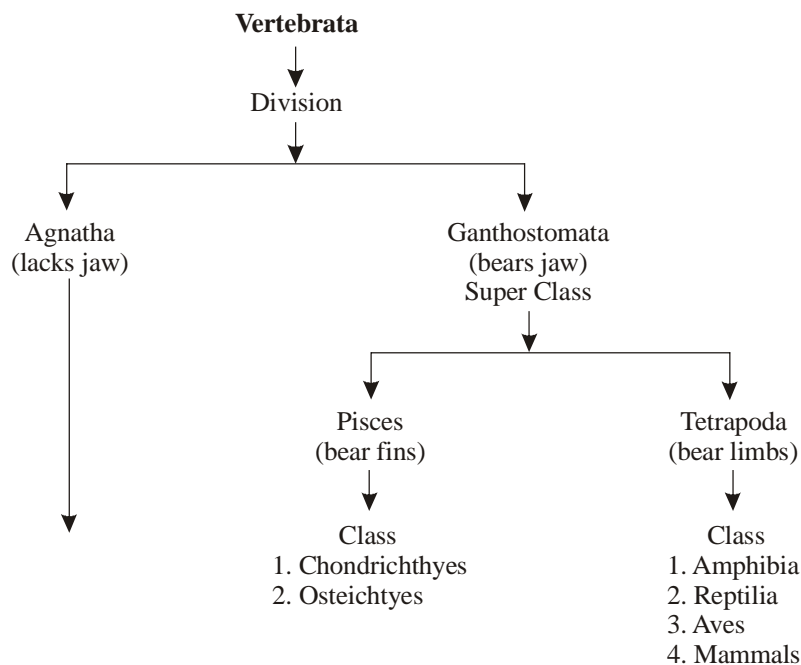 Vertebrata
Division
Agnatha
(lacks jaw)
Ganthostomata
(bears jaw)
Super Class
Pisces
(bear fins)
Tetrapoda
(bear limbs)
Class
1. Chondrichthyes
2. Osteichtyes
Class
1. Amphibia
2. Reptilia
3. Aves
4. Mammals